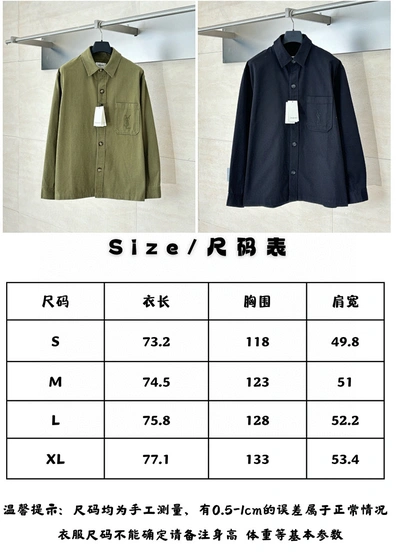 Size/尺码表
尺码 衣长 胸围 肩宽
S 73.2 118 49.8
M 74.5 123 51
L 75.8 128 52.2
XL 77.1 133 53.4
温馨提示：尺码均为手工测量、有0.5-1cm的误差属于正常情况
衣服尺码不能确定请备注身高 体重等基本参数